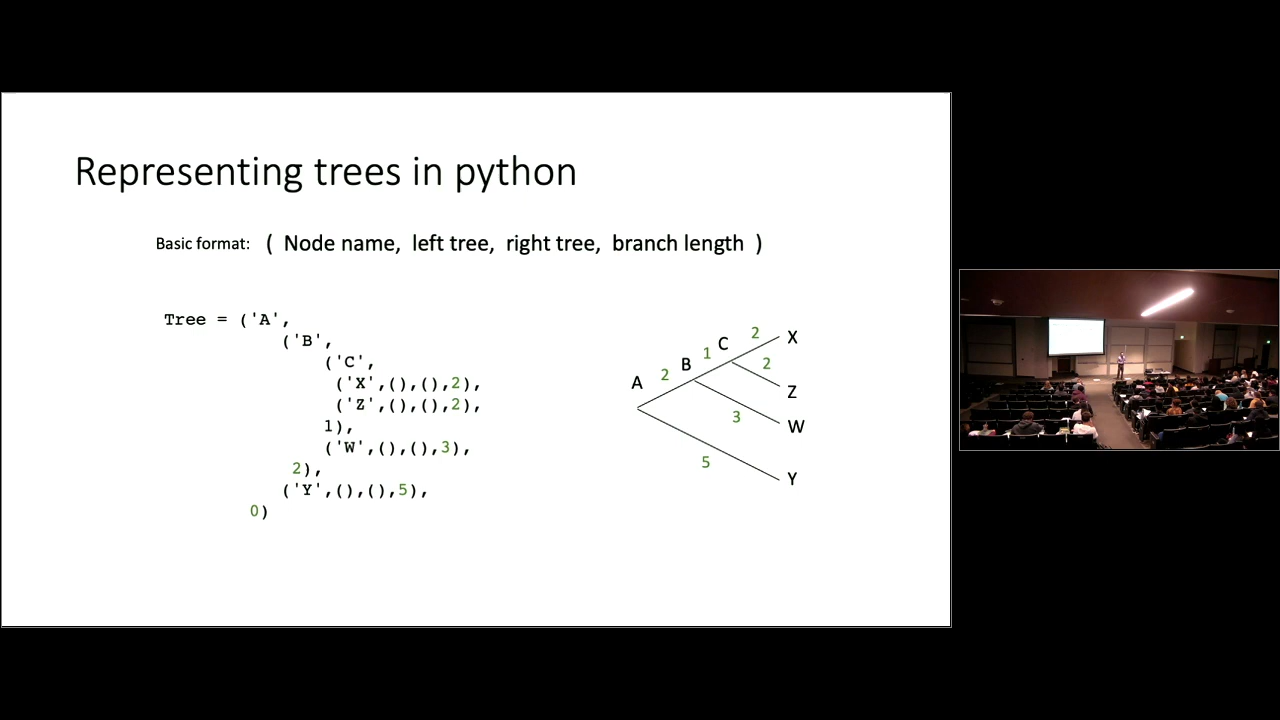 Representing trees in python
Basic format: ( Node name, left tree, right tree, branch length )
Tree = ('A',
('B',
('C',
('X',(),(),2),
('Z',(),(),2),
1),
('W',(),(),3),
2),
('Y',(),(),5),
0)
2 X
C
1
B 2
2
A Z
3 W
5
Y